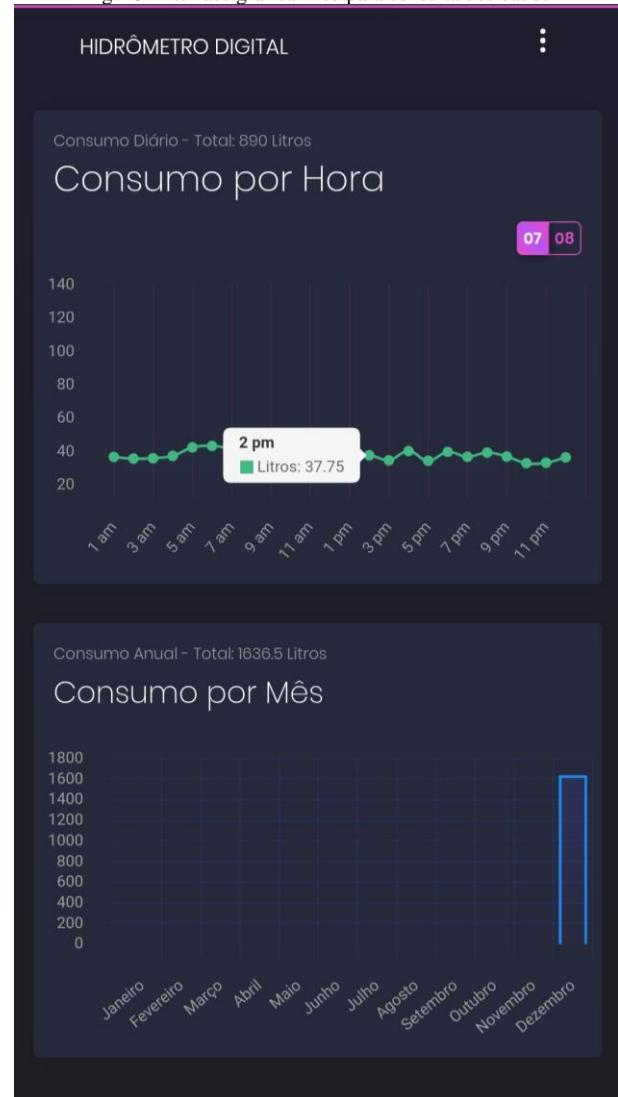 HIDRÔMETRO DIGITAL
Consumo Diário - Total: 890 Litros
Consumo por Hora
07 08
140
120
100
80
60
40
20
2 pm
Litros: 37.75
1 am
3 am
5 am
7 am
9 am
11 am
1 pm
3 pm
5 pm
7 pm
9 pm
11 pm
Consumo Anual - Total: 1636.5 Litros
Consumo por Mês
1800
1600
1400
1200
1000
800
600
400
200
0
Janeiro
Fevereiro
Março
Abril
Maio
Junho
Julho
Agosto
Setembro
Outubro
Novembro
Dezembro